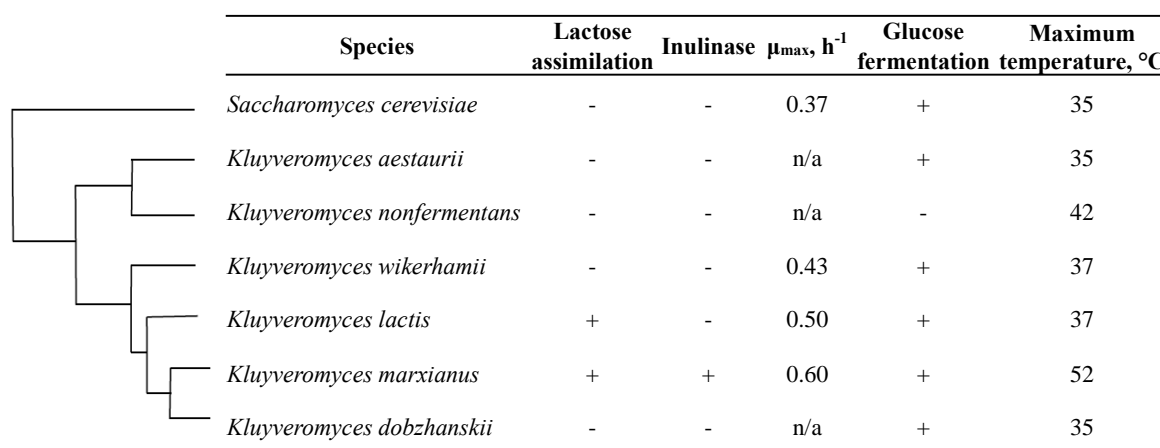 Species Lactose assimilation Inulinase μmax, h-1 Glucose fermentation Maximum temperature, °C
Saccharomyces cerevisiae - - 0.37 + 35
Kluyveromyces aestaurii - - n/a + 35
Kluyveromyces nonfermentans - - n/a - 42
Kluyveromyces wikerhamii - - 0.43 + 37
Kluyveromyces lactis + - 0.50 + 37
Kluyveromyces marxianus + + 0.60 + 52
Kluyveromyces dobzhanskii - - n/a + 35